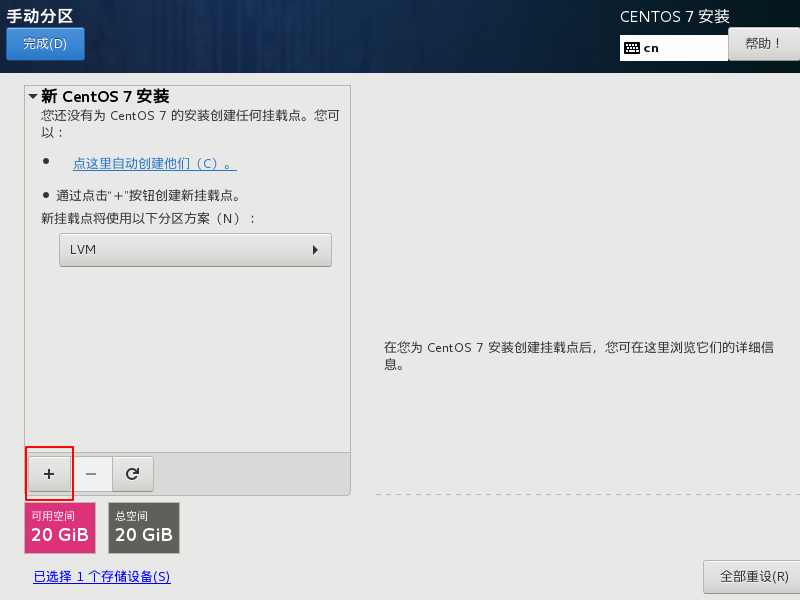 手动分区
CENTOS 7 安装
完成(D)
cn
帮助！
新 CentOS 7 安装
您还没有为 CentOS 7 的安装创建任何挂载点。您可
以：
点这里自动创建他们（C）。
通过点击“+”按钮创建新挂载点。
新挂载点将使用以下分区方案（N）：
LVM
在您为 CentOS 7 安装创建挂载点后，您可在这里浏览它们的详细信
息。
+ −
可用空间
20 GiB
总空间
20 GiB
已选择 1 个存储设备(S)
全部重设(R)